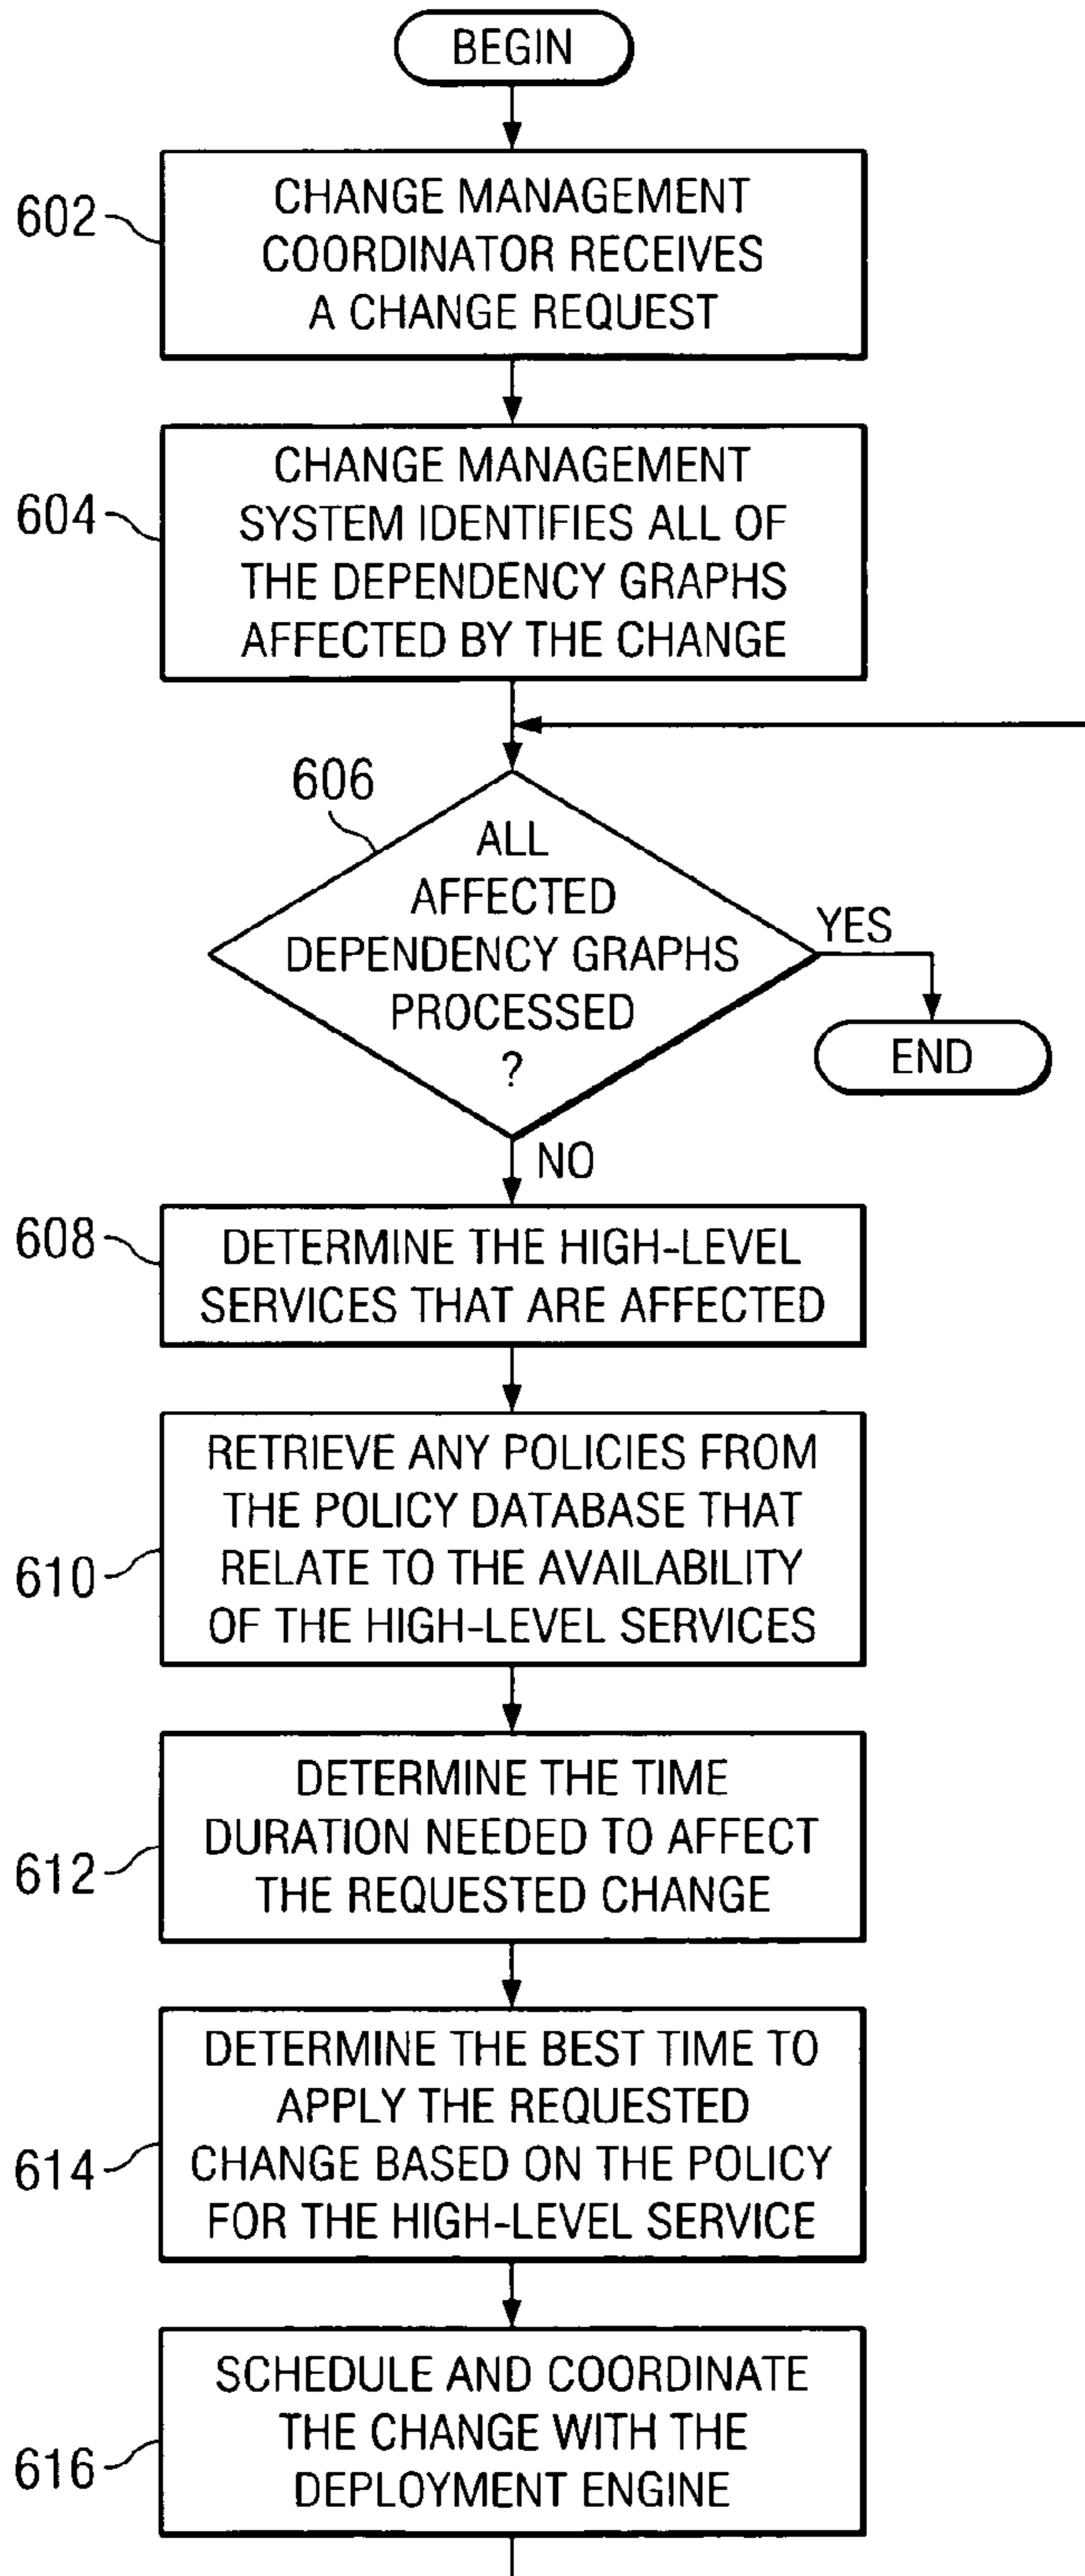 BEGIN
602
CHANGE MANAGEMENT
COORDINATOR RECEIVES
A CHANGE REQUEST
604
CHANGE MANAGEMENT
SYSTEM IDENTIFIES ALL OF
THE DEPENDENCY GRAPHS
AFFECTED BY THE CHANGE
606
ALL
AFFECTED
DEPENDENCY GRAPHS
PROCESSED
?
YES
END
NO
608
DETERMINE THE HIGH-LEVEL
SERVICES THAT ARE AFFECTED
610
RETRIEVE ANY POLICIES FROM
THE POLICY DATABASE THAT
RELATE TO THE AVAILABILITY
OF THE HIGH-LEVEL SERVICES
612
DETERMINE THE TIME
DURATION NEEDED TO AFFECT
THE REQUESTED CHANGE
614
DETERMINE THE BEST TIME TO
APPLY THE REQUESTED
CHANGE BASED ON THE POLICY
FOR THE HIGH-LEVEL SERVICE
616
SCHEDULE AND COORDINATE
THE CHANGE WITH THE
DEPLOYMENT ENGINE